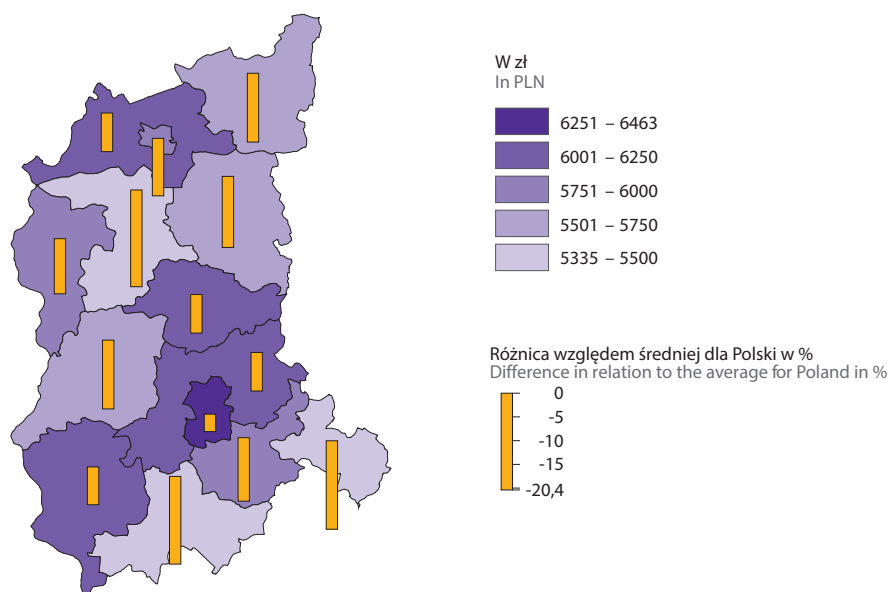 W zł
In PLN
6251 – 6463
6001 – 6250
5751 – 6000
5501 – 5750
5335 – 5500
Różnica względem średniej dla Polski w %
Difference in relation to the average for Poland in %
0
-5
-10
-15
-20,4